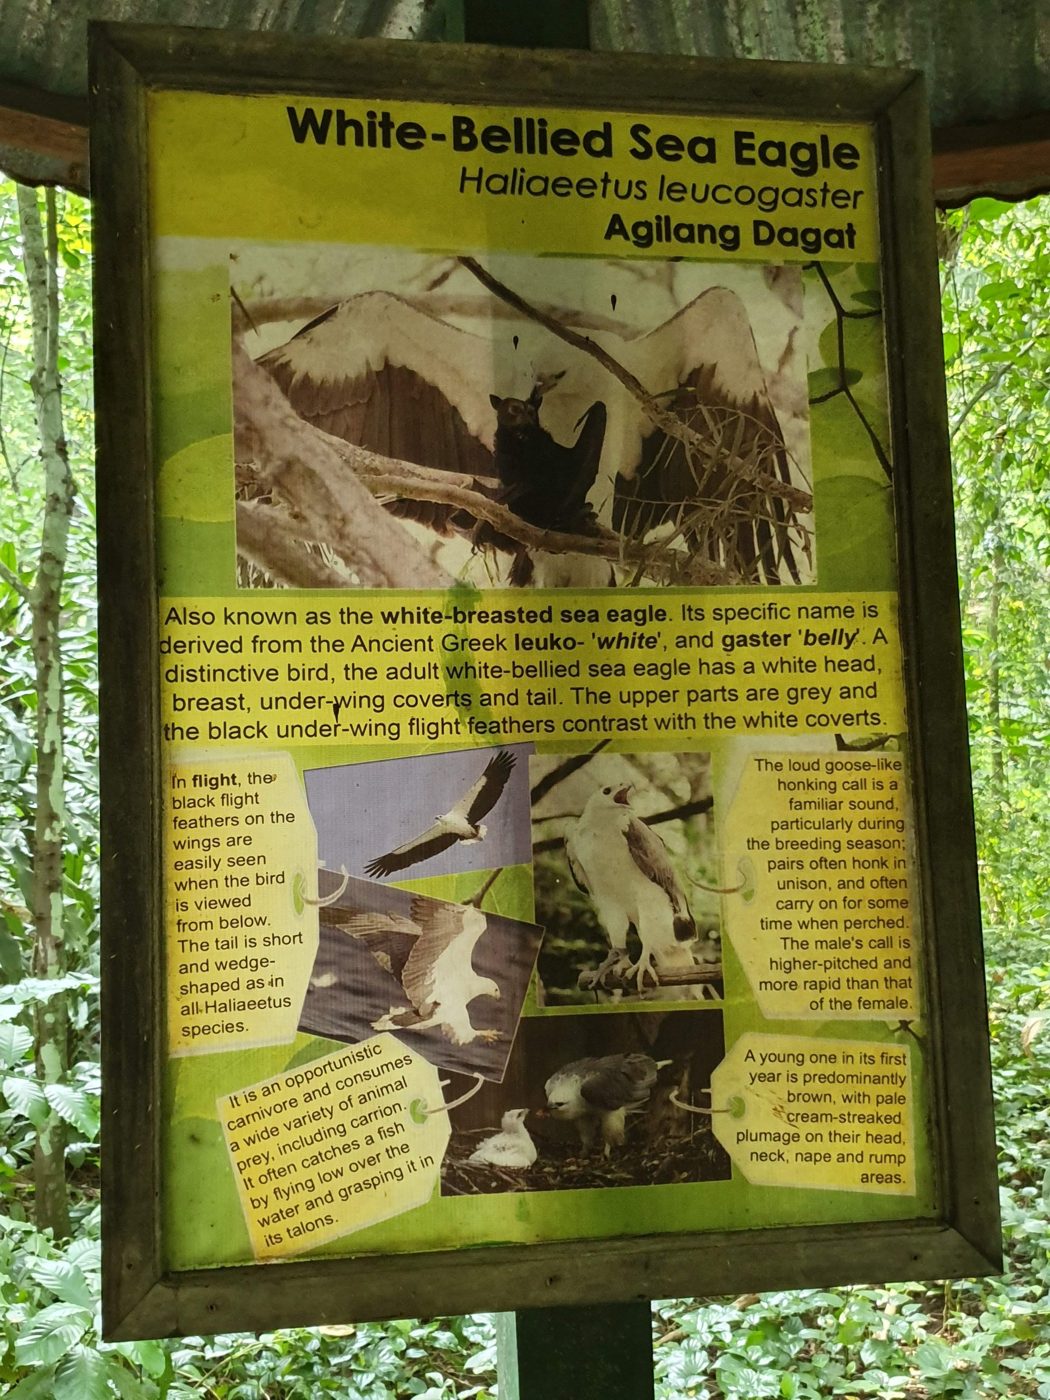 White-Bellied Sea Eagle
Haliaeetus leucogaster
Agilang Dagat
Also known as the white-breasted sea eagle. Its specific name is
derived from the Ancient Greek leuko- 'white', and gaster 'belly'. A
distinctive bird, the adult white-bellied sea eagle has a white head,
breast, under-wing coverts and tail. The upper parts are grey and
the black under-wing flight feathers contrast with the white coverts.
In flight, the
black flight
feathers on the
wings are
easily seen
when the bird
is viewed
from below.
The tail is short
and wedge-
shaped as in
all Haliaeetus
species.
The loud goose-like
honking call is a
familiar sound,
particularly during
the breeding season;
pairs often honk in
unison, and often
carry on for some
time when perched.
The male's call is
higher-pitched and
more rapid than that
of the female.
It is an opportunistic
carnivore and consumes
a wide variety of animal
prey, including carrion.
It often catches a fish
by flying low over the
water and grasping it in
its talons.
A young one in its first
year is predominantly
brown, with pale
cream-streaked
plumage on their head,
neck, nape and rump
areas.